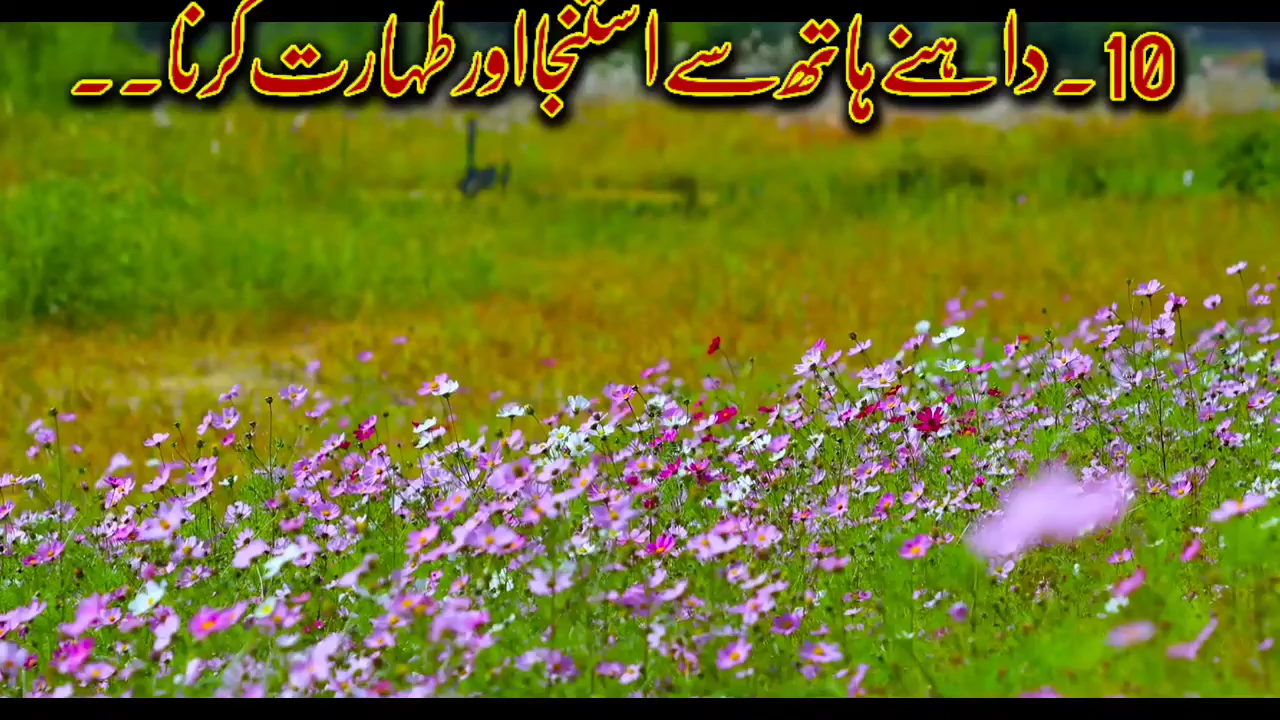 10۔ داہنے ہاتھ سے استنجا اور طہارت کرنا۔۔